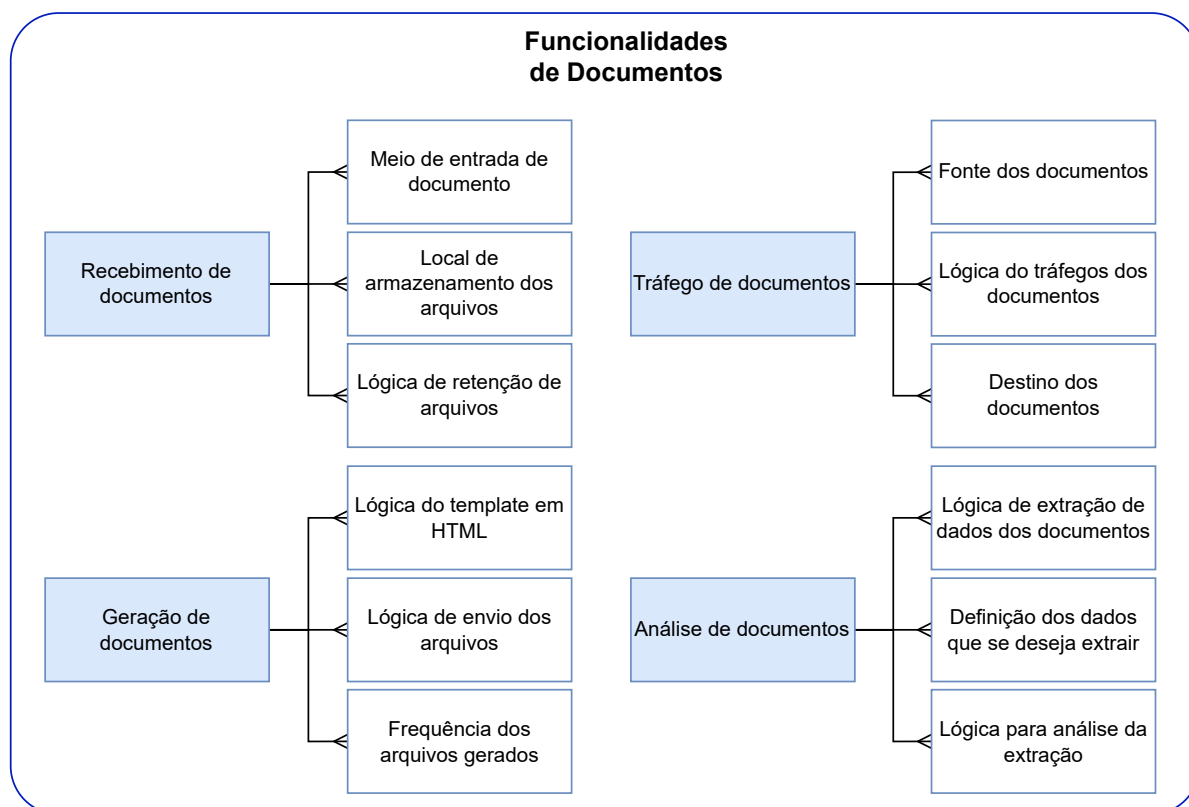 Funcionalidades
de Documentos
Recebimento de
documentos
Meio de entrada de
documento
Local de
armazenamento dos
arquivos
Lógica de retenção de
arquivos
Tráfego de documentos
Fonte dos documentos
Lógica do tráfegos dos
documentos
Destino dos
documentos
Geração de
documentos
Lógica do template em
HTML
Lógica de envio dos
arquivos
Frequência dos
arquivos gerados
Análise de documentos
Lógica de extração de
dados dos documentos
Definição dos dados
que se deseja extrair
Lógica para análise da
extração